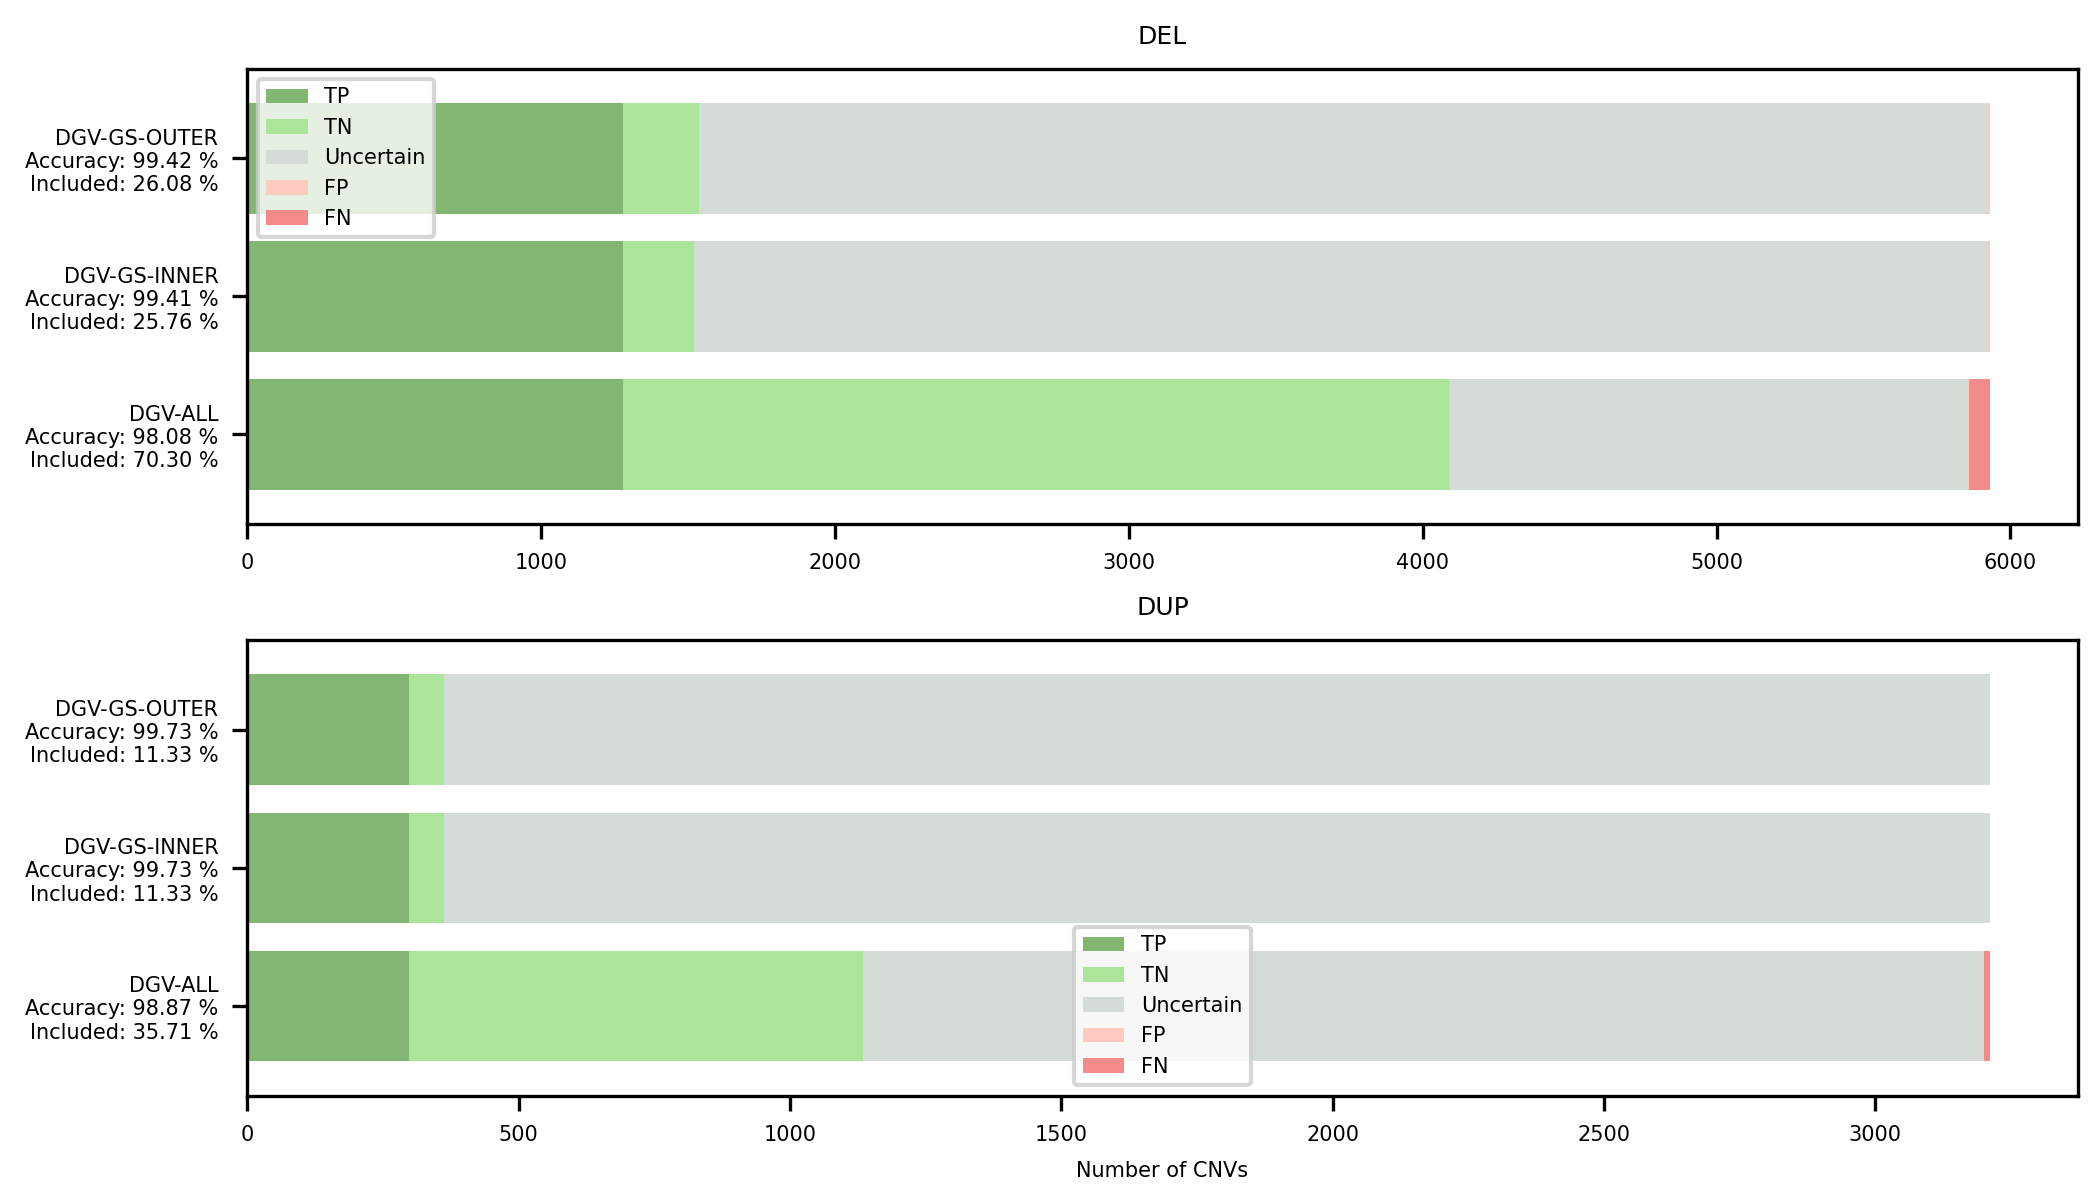 DEL
TP
TN
Uncertain
FP
FN
DGV-GS-OUTER
Accuracy: 99.42 %
Included: 26.08 %
DGV-GS-INNER
Accuracy: 99.41 %
Included: 25.76 %
DGV-ALL
Accuracy: 98.08 %
Included: 70.30 %
0 1000 2000 3000 4000 5000 6000
DUP
DGV-GS-OUTER
Accuracy: 99.73 %
Included: 11.33 %
DGV-GS-INNER
Accuracy: 99.73 %
Included: 11.33 %
DGV-ALL
Accuracy: 98.87 %
Included: 35.71 %
TP
TN
Uncertain
FP
FN
0 500 1000 1500 2000 2500 3000
Number of CNVs